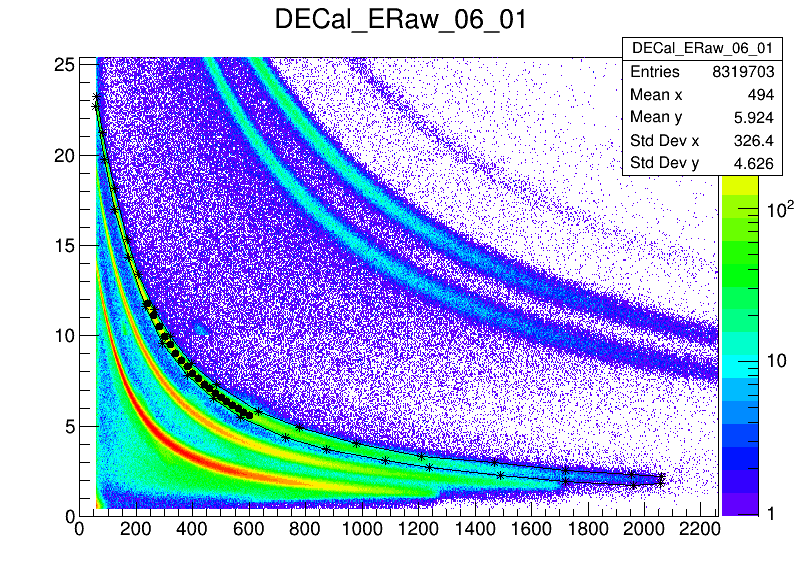 DECal_ERaw_06_01
DECal_ERaw_06_01
Entries 8319703
Mean x 494
Mean y 5.924
Std Dev x 326.4
Std Dev y 4.626
25
20
15
10
5
0
10²
10
1
0 200 400 600 800 1000 1200 1400 1600 1800 2000 2200